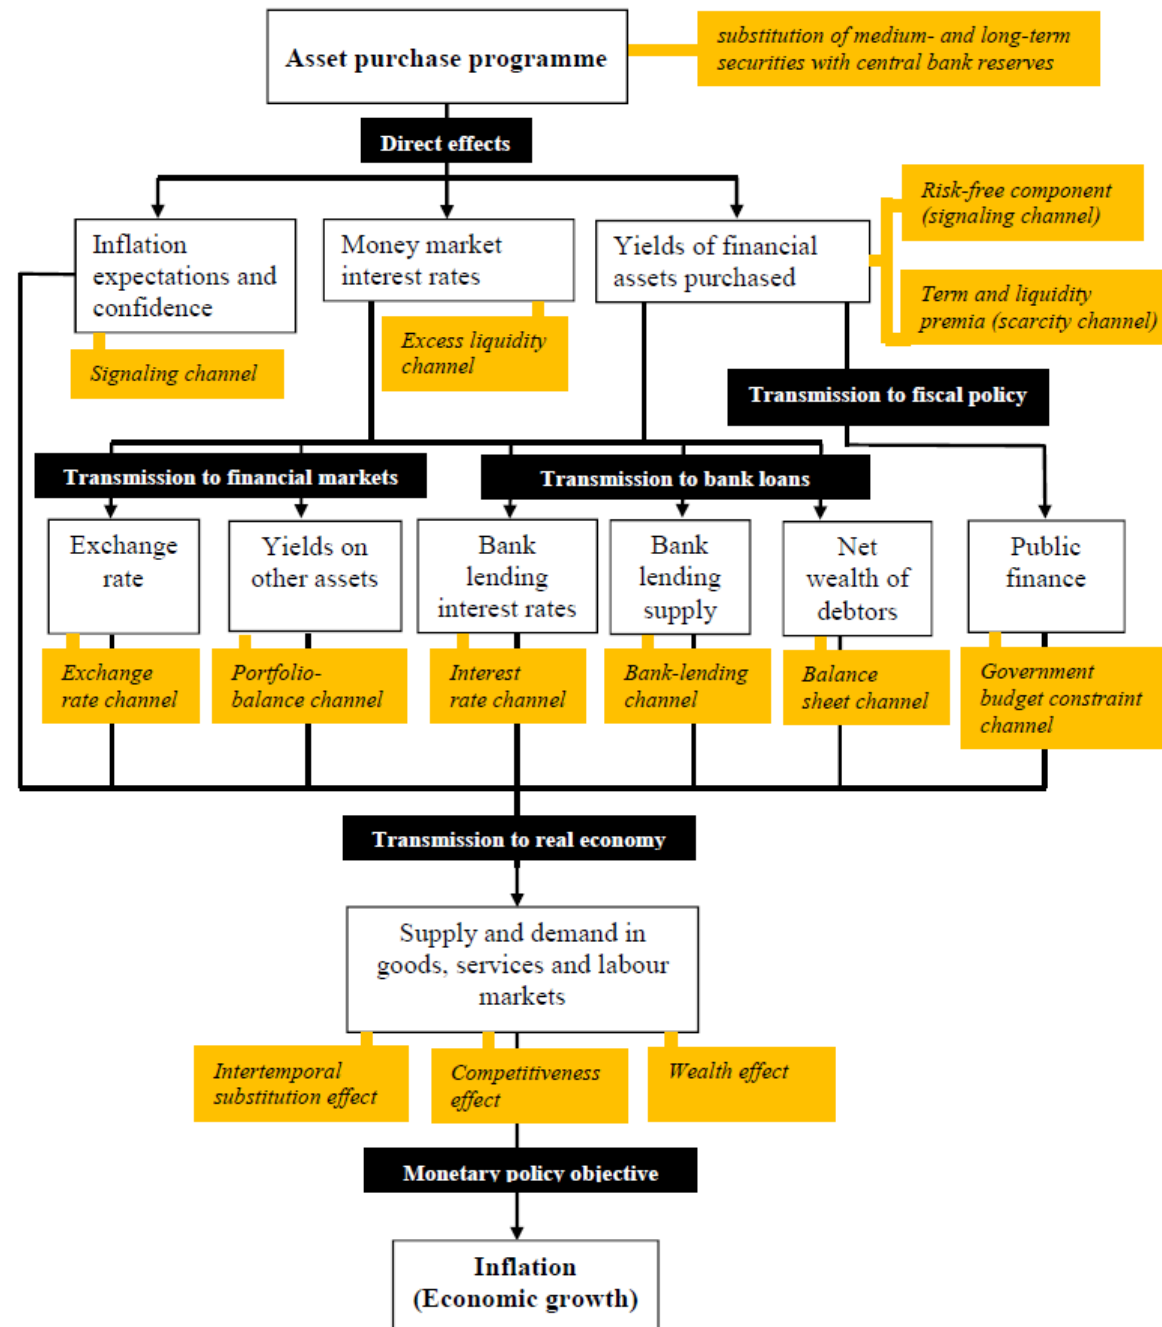 Asset purchase programme
substitution of medium- and long-term
securities with central bank reserves
Direct effects
Inflation
expectations and
confidence
Money market
interest rates
Yields of financial
assets purchased
Risk-free component
(signaling channel)
Term and liquidity
premia (scarcity channel)
Signaling channel
Excess liquidity
channel
Transmission to fiscal policy
Transmission to financial markets
Transmission to bank loans
Exchange
rate
Yields on
other assets
Bank
lending
interest rates
Bank
lending
supply
Net
wealth of
debtors
Public
finance
Exchange
rate channel
Portfolio-
balance channel
Interest
rate channel
Bank-lending
channel
Balance
sheet channel
Government
budget constraint
channel
Transmission to real economy
Supply and demand in
goods, services and labour
markets
Intertemporal
substitution effect
Competitiveness
effect
Wealth effect
Monetary policy objective
Inflation
(Economic growth)